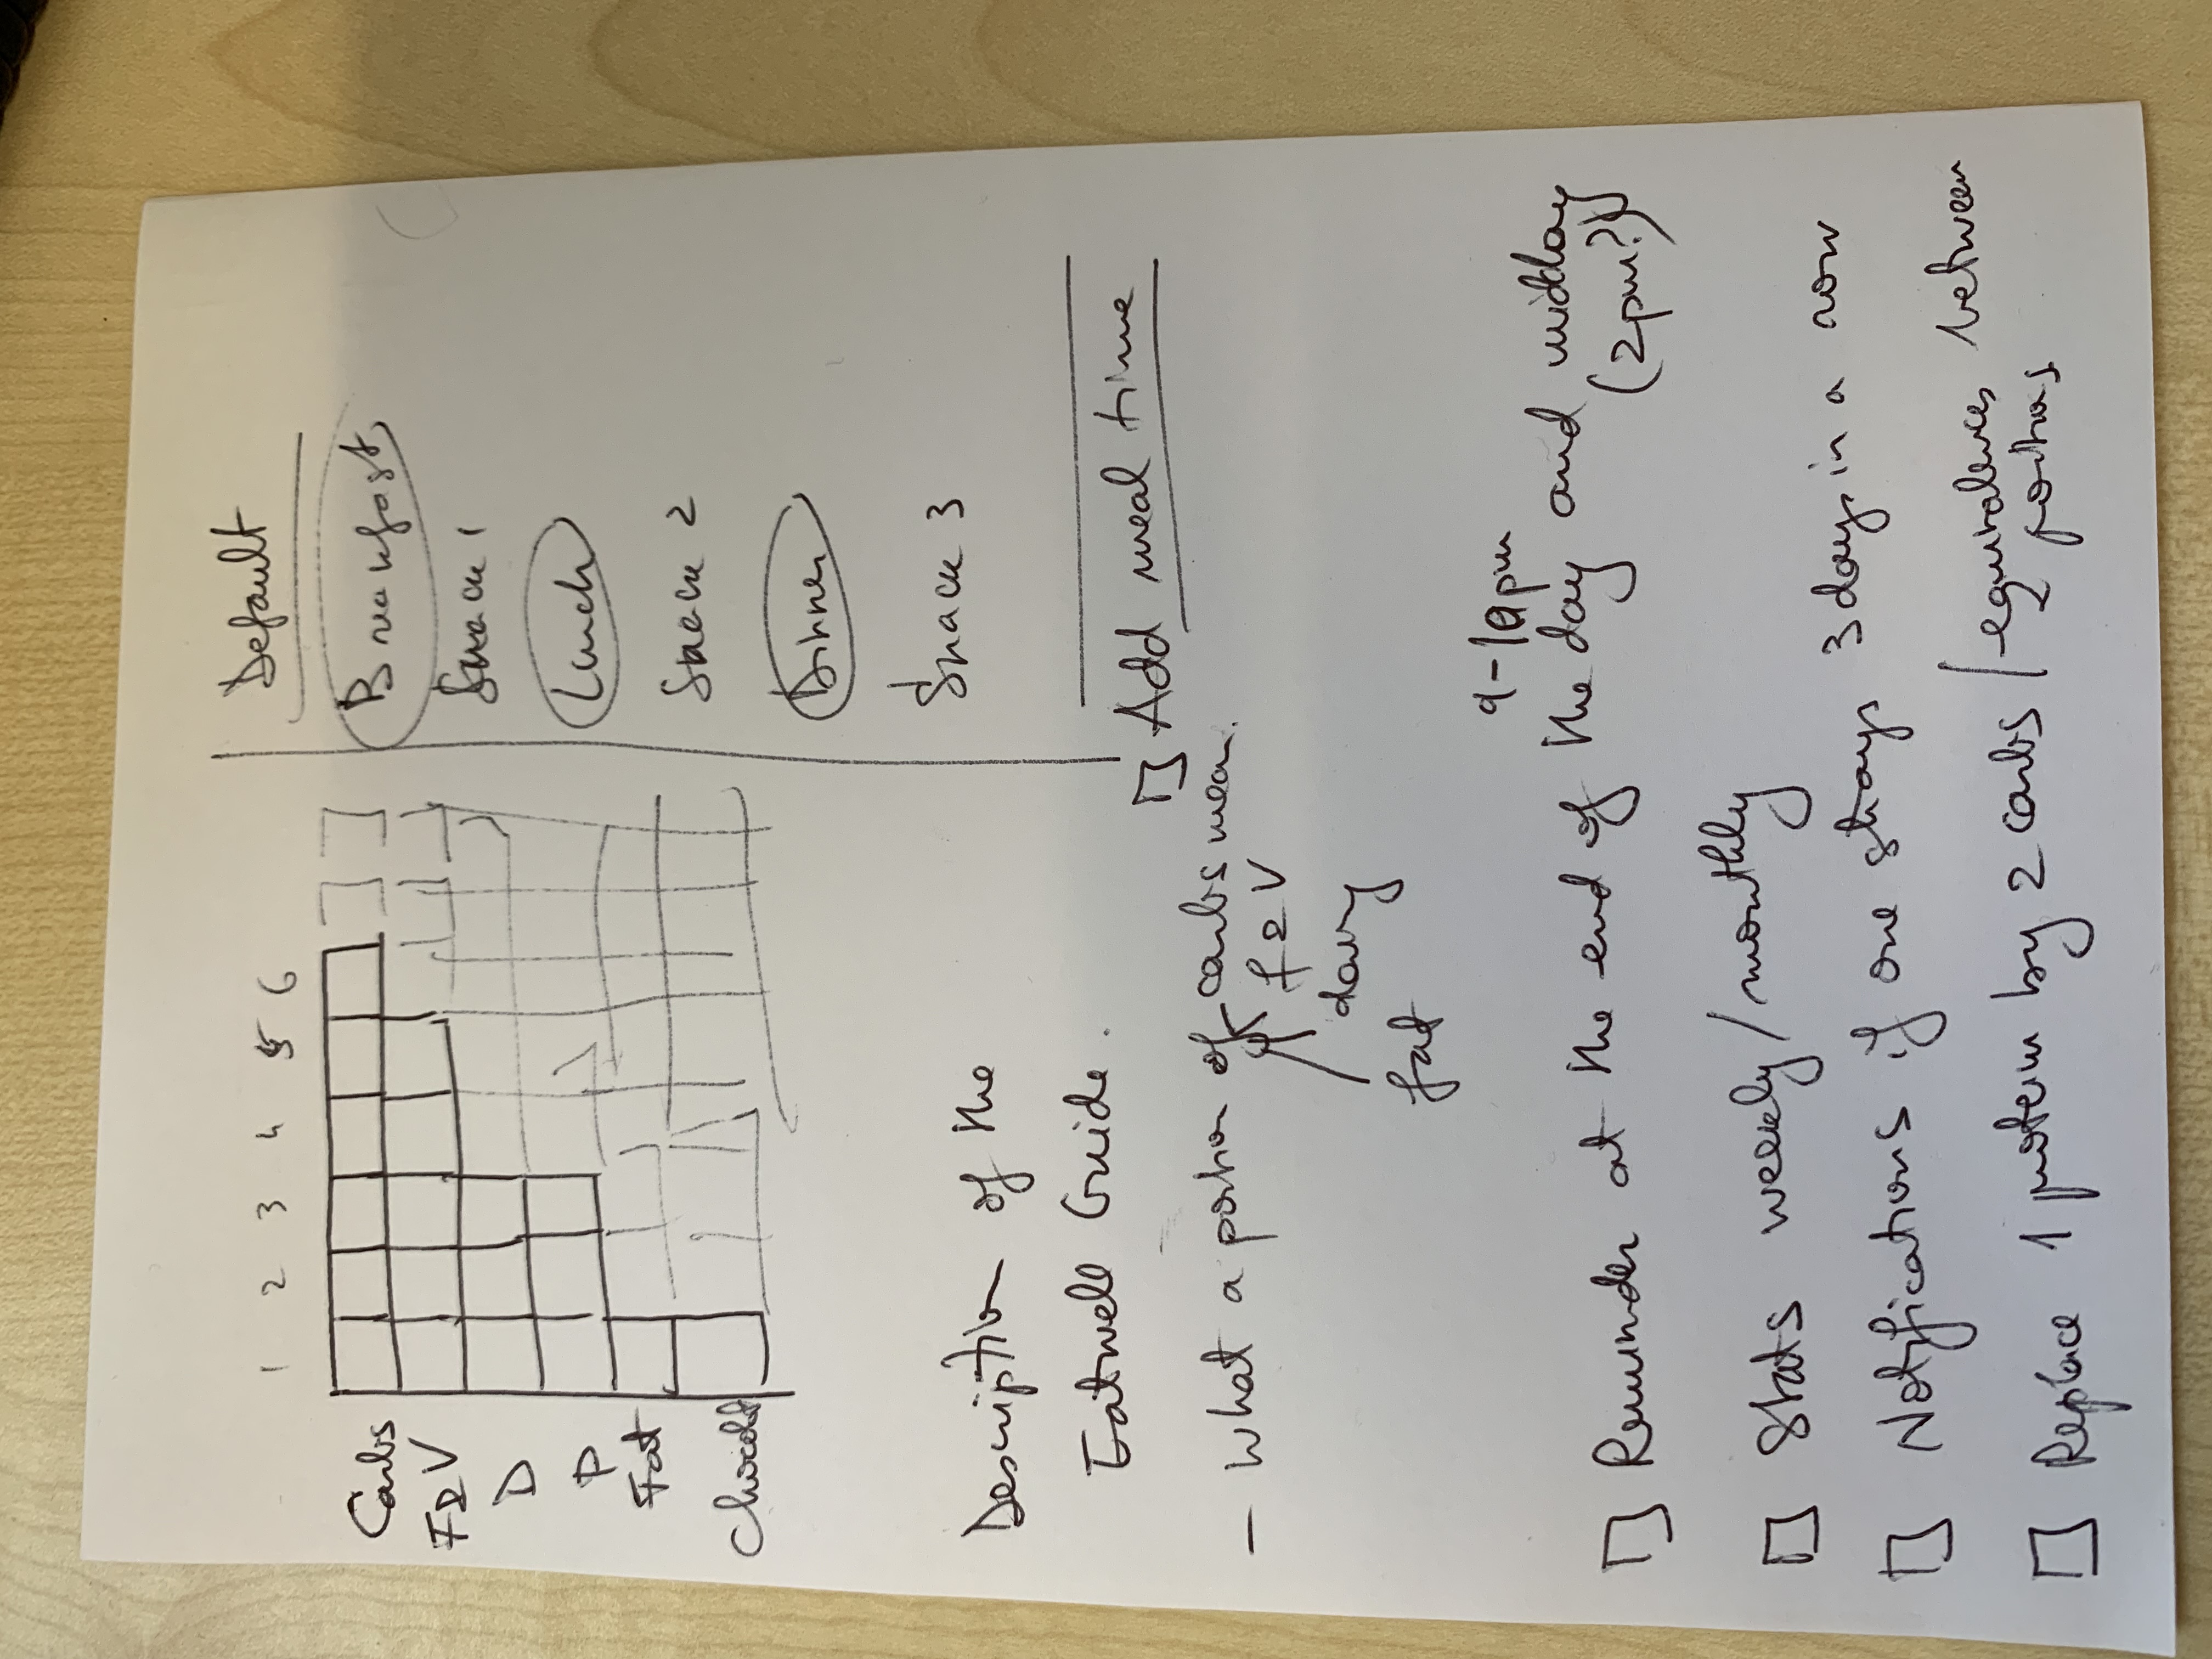 1 2 3 4 5 6
Carbs
F&V
D
P
Fat
Chocolat
Default
Breakfast
Snack 1
Lunch
Snack 2
Dinner
Snack 3
Add meal time
Description of the
Eatwell Guide.
- What a portion of carbs mean.
f&V
dairy
fat
9-10pm
Reminder at the end of the day and midday
(2pm?)
Stats weekly/monthly
Notifications if one strays 3 days in a row
Replace 1 protein by 2 carbs/equivalences between
2 portions